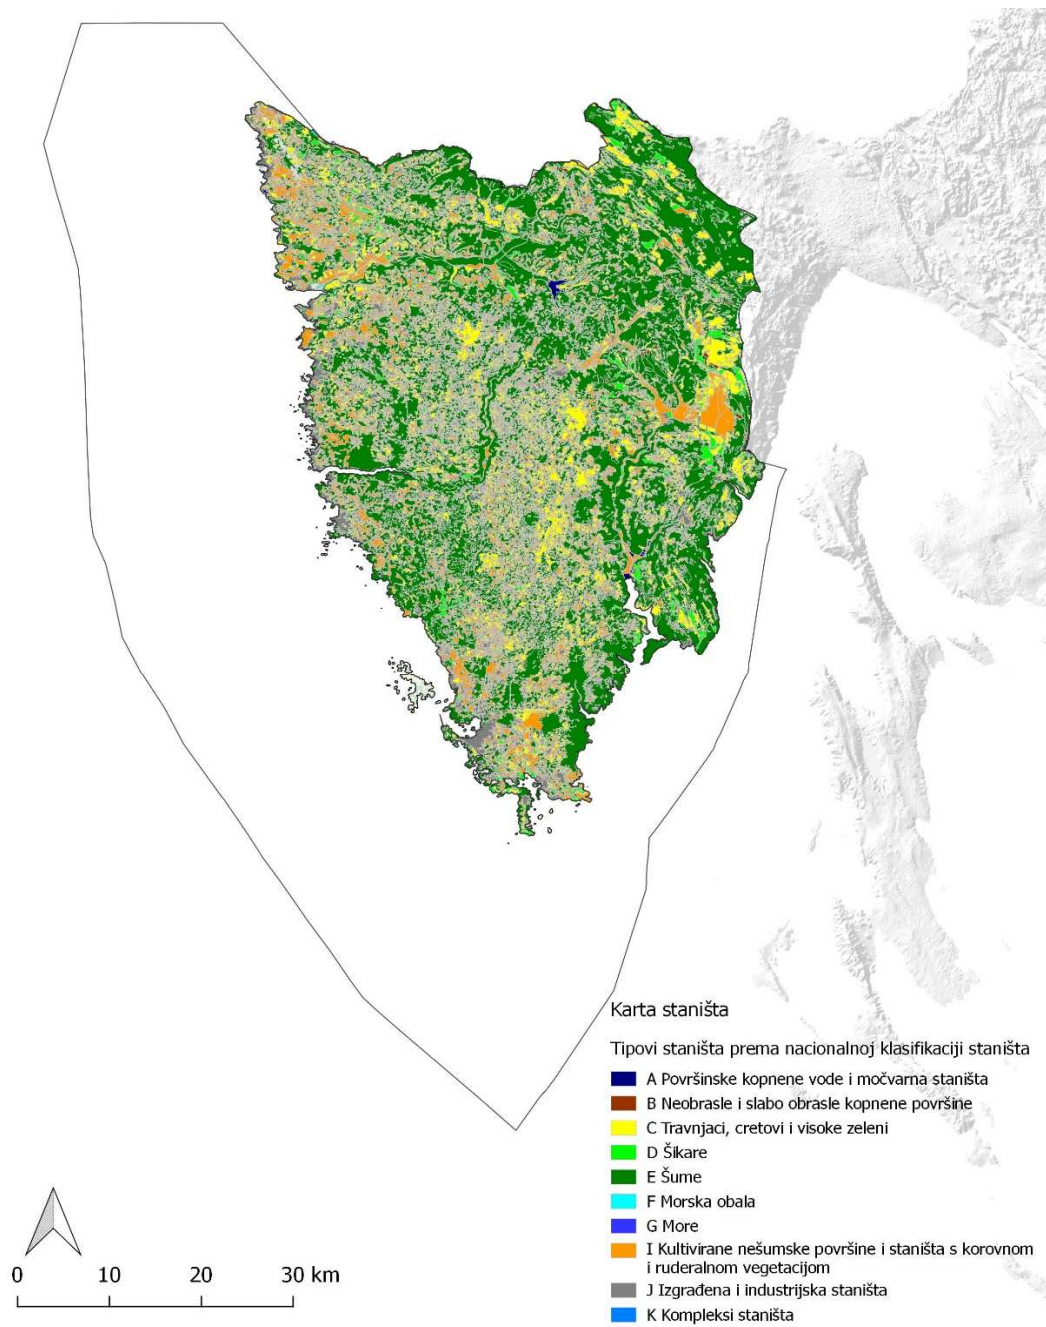 Karta staništa
Tipovi staništa prema nacionalnoj klasifikaciji staništa
A Površinske kopnene vode i močvarna staništa
B Neobrasle i slabo obrasle kopnene površine
C Travnjaci, cretovi i visoke zeleni
D Šikare
E Šume
F Morska obala
G More
I Kultivirane nešumske površine i staništa s korovnom
i ruderalnom vegetacijom
J Izgrađena i industrijska staništa
K Kompleksi staništa
0 10 20 30 km